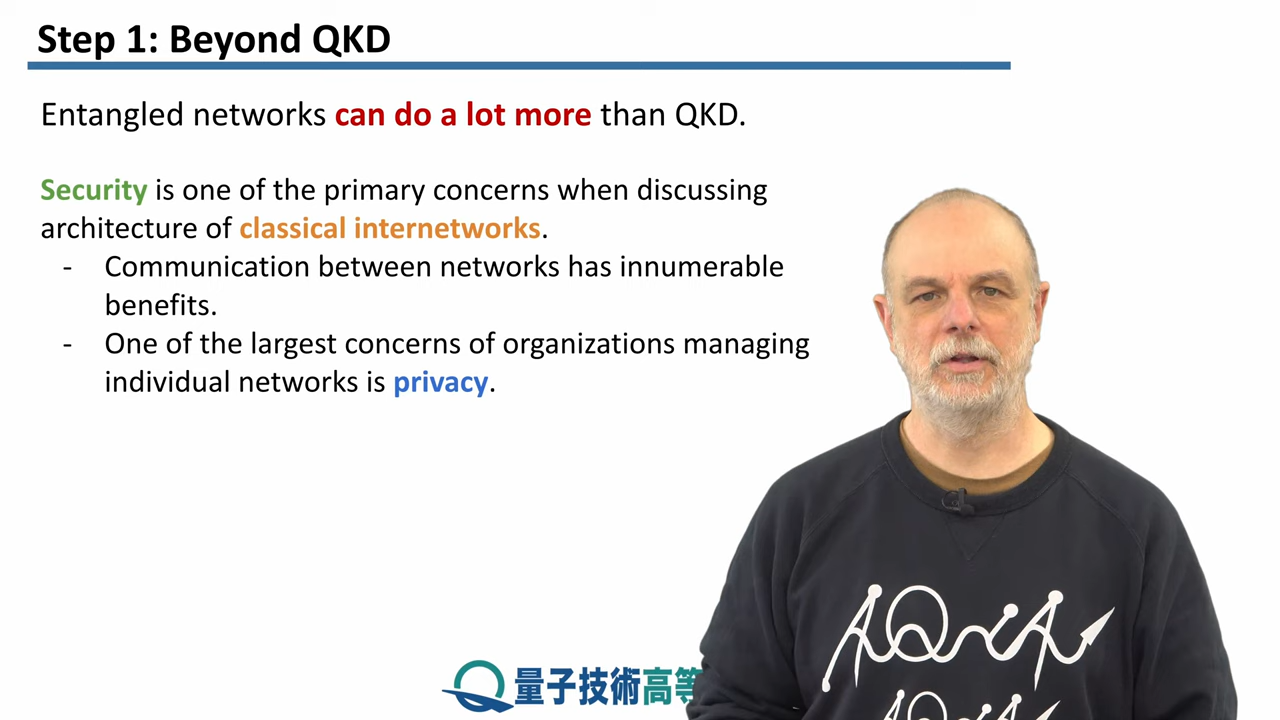 Step 1: Beyond QKD
Entangled networks can do a lot more than QKD.
Security is one of the primary concerns when discussing
architecture of classical internetworks.
- Communication between networks has innumerable
benefits.
- One of the largest concerns of organizations managing
individual networks is privacy.
量子技術高等